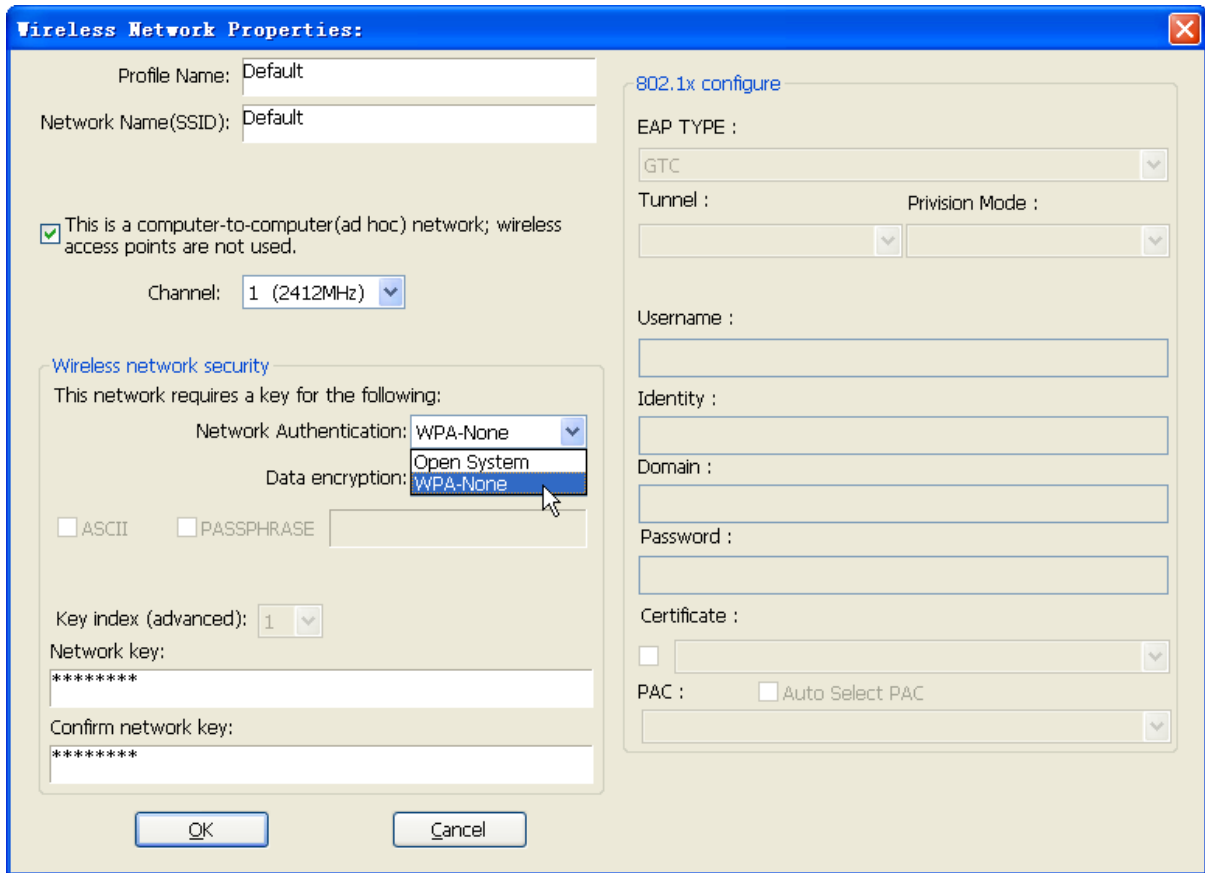 Wireless Network Properties:
Profile Name: Default
Network Name(SSID): Default
This is a computer-to-computer(ad hoc) network; wireless
access points are not used.
Channel: 1 (2412MHz)
Wireless network security
This network requires a key for the following:
Network Authentication: WPA-None
Open System
Data encryption: WPA-None
ASCII PASSPHRASE
Key index (advanced): 1
Network key:
********
Confirm network key:
********
OK Cancel
802.1x configure
EAP TYPE :
GTC
Tunnel : Privision Mode :
Username :
Identity :
Domain :
Password :
Certificate :
PAC : Auto Select PAC